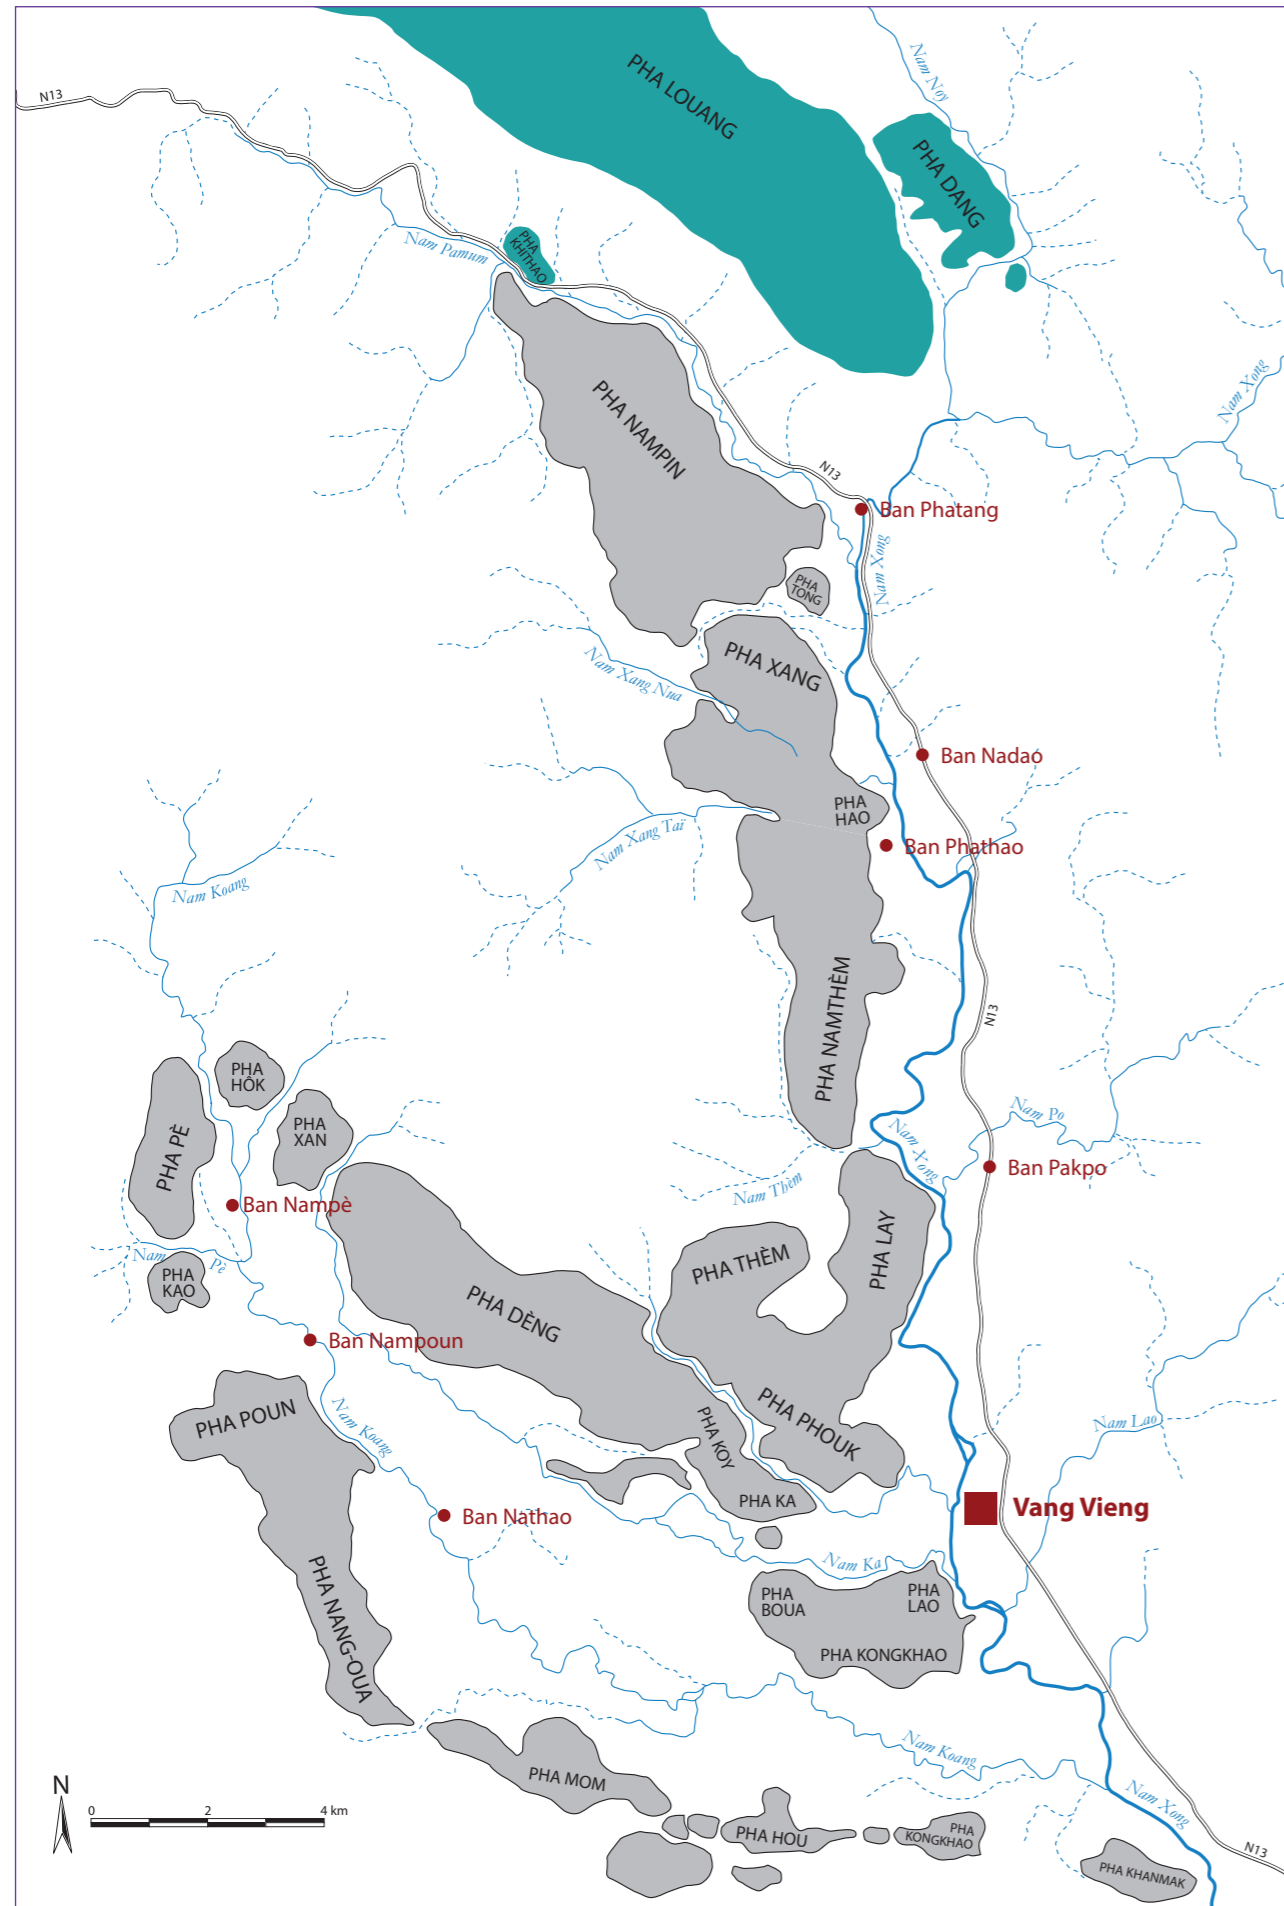 PHA LOUANG
Nam Noy
N13
PHA DANG
Nam Pamum
PHA
KHITHAO
Nam Xong
PHA NAMPIN
N13
Ban Phatang
Nam Xong
PHA
TONG
PHA XANG
Nam Xang Nua
Ban Nadao
PHA
HAO
Nam Xang Taï
Ban Phathao
Nam Koang
PHA NAMTHÈM
N13
PHA
HÔK
PHA
XAN
PHA PÈ
Nam Po
Nam Xong
Ban Pakpo
Nam Thèm
Ban Nampè
PHA LAY
PHA THÈM
Nam Pè
PHA
KAO
PHA DÈNG
Ban Nampoun
PHA POUN
Nam Koang
PHA KOY
PHA PHOUK
Nam Lao
PHA KA
Vang Vieng
Ban Nathao
Nam Ka
PHA
BOUA
PHA
LAO
PHA NANG-OUA
PHA KONGKHAO
Nam Koang
PHA MOM
N
0 2 4 km
Nam Xong
PHA HOU
PHA
KONGKHAO
N13
PHA KHANMAK